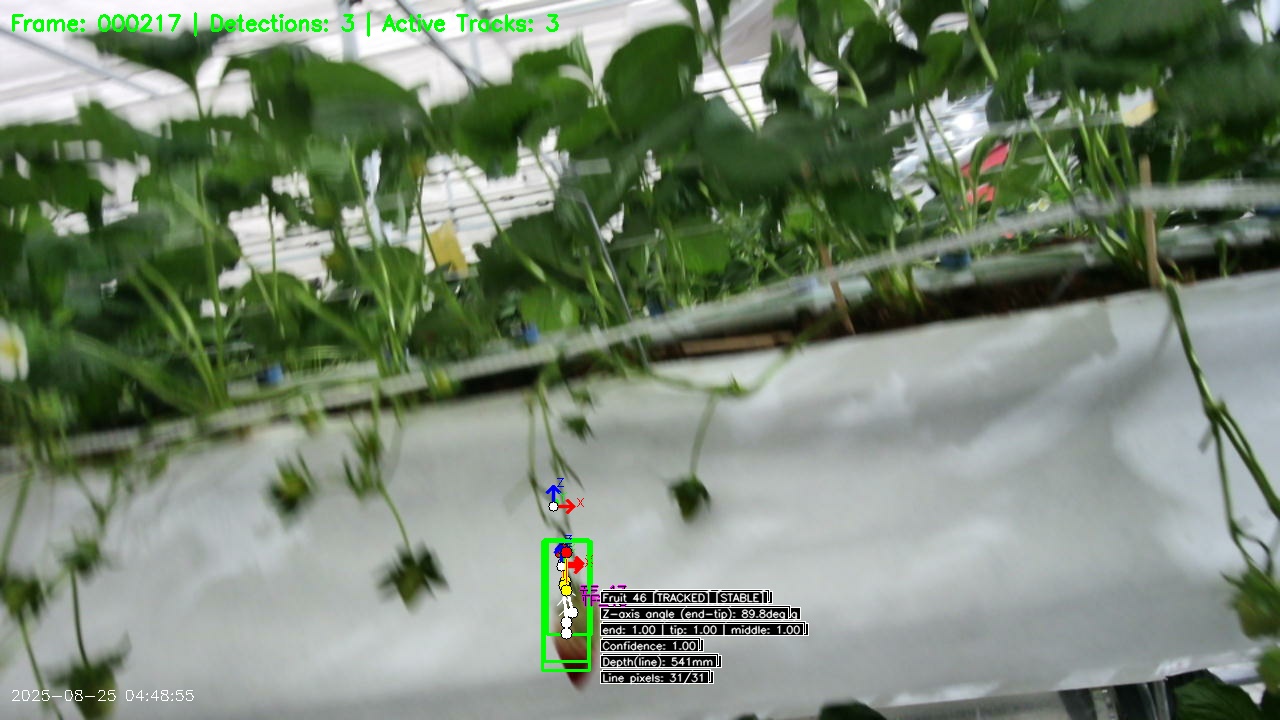 Frame: 000217 | Detections: 3 | Active Tracks: 3
Z
X
Fruit 46 [TRACKED] [STABLE]
Z-axis angle (end-tip): 89.8deg
end: 1.00 | tip: 1.00 | middle: 1.00
Confidence: 1.00
Depth(line): 541mm
Line pixels: 31/31
2025-08-25 04:48:55